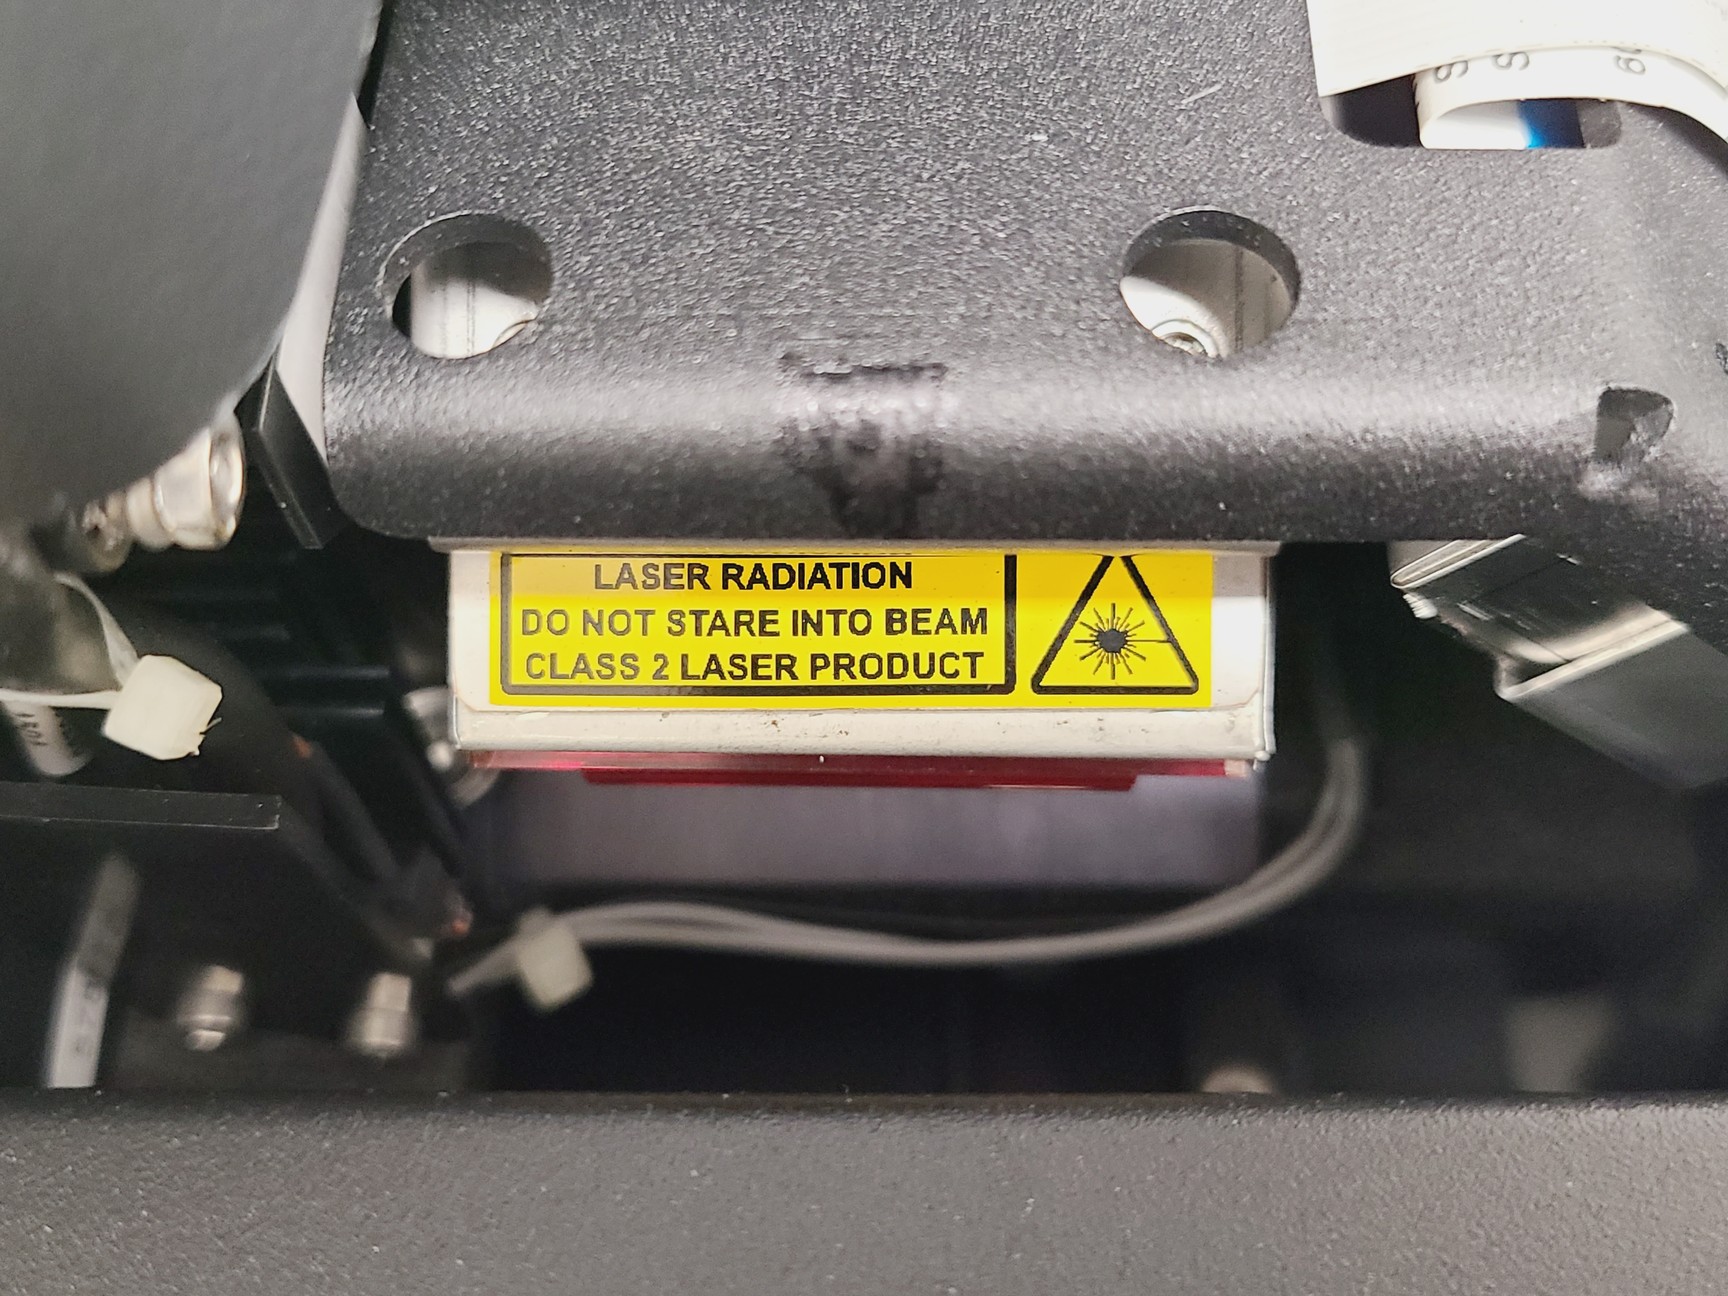 LASER RADIATION
DO NOT STARE INTO BEAM
CLASS 2 LASER PRODUCT